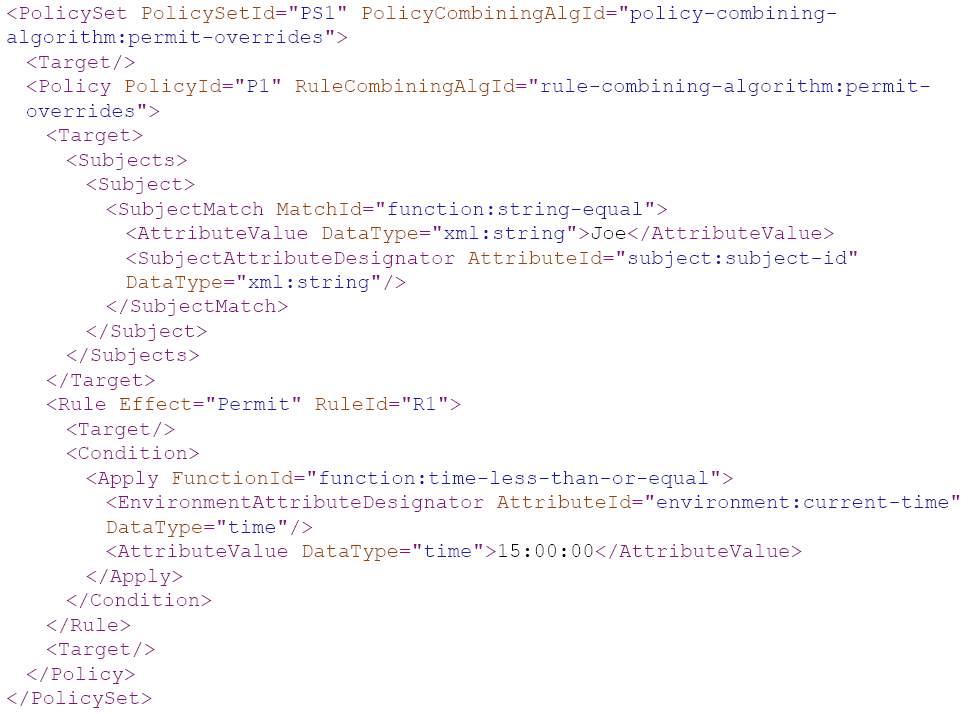 <PolicySet PolicySetId="PS1" PolicyCombiningAlgId="policy-combining-
algorithm:permit-overrides">
<Target/>
<Policy PolicyId="P1" RuleCombiningAlgId="rule-combining-algorithm:permit-
overrides">
<Target>
<Subjects>
<Subject>
<SubjectMatch MatchId="function:string-equal">
<AttributeValue DataType="xml:string">Joe</AttributeValue>
<SubjectAttributeDesignator AttributeId="subject:subject-id"
DataType="xml:string"/>
</SubjectMatch>
</Subject>
</Subjects>
</Target>
<Rule Effect="Permit" RuleId="R1">
<Target/>
<Condition>
<Apply FunctionId="function:time-less-than-or-equal">
<EnvironmentAttributeDesignator AttributeId="environment:current-time"
DataType="time"/>
<AttributeValue DataType="time">15:00:00</AttributeValue>
</Apply>
</Condition>
</Rule>
<Target/>
</Policy>
</PolicySet>